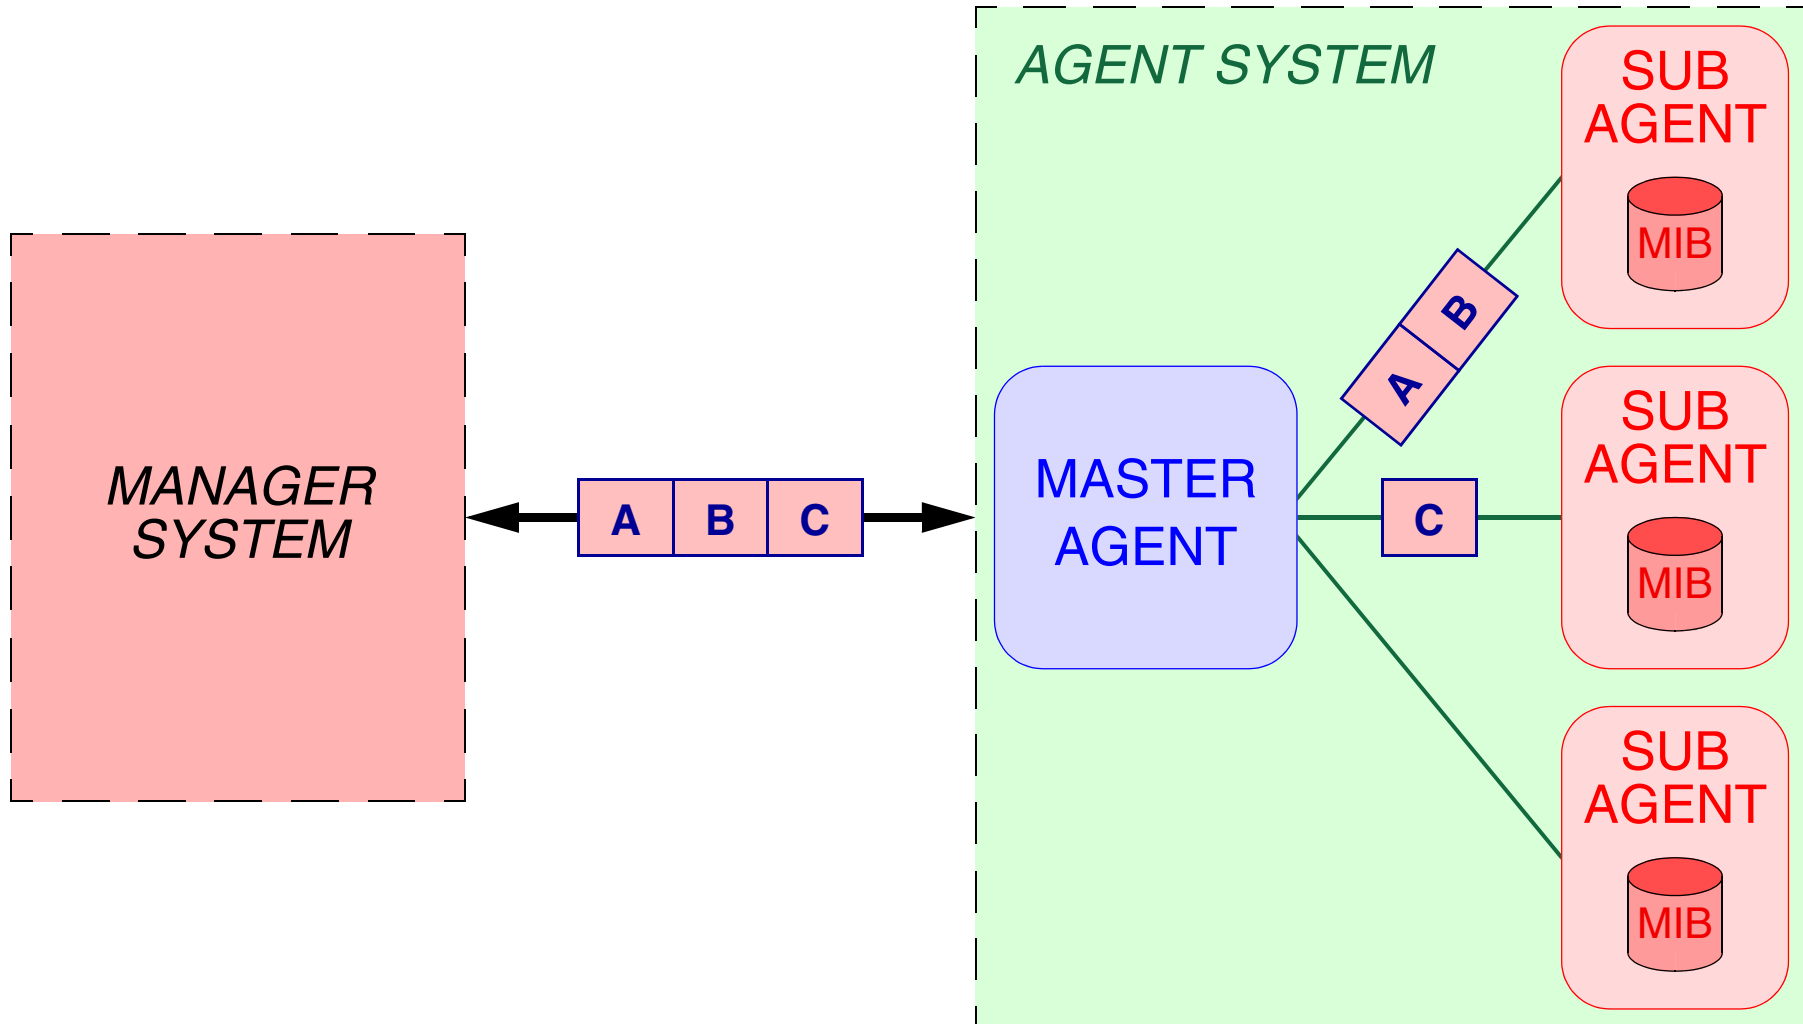 AGENT SYSTEM
MANAGER
SYSTEM
A B C
MASTER
AGENT
A B
C
SUB
AGENT
MIB
SUB
AGENT
MIB
SUB
AGENT
MIB